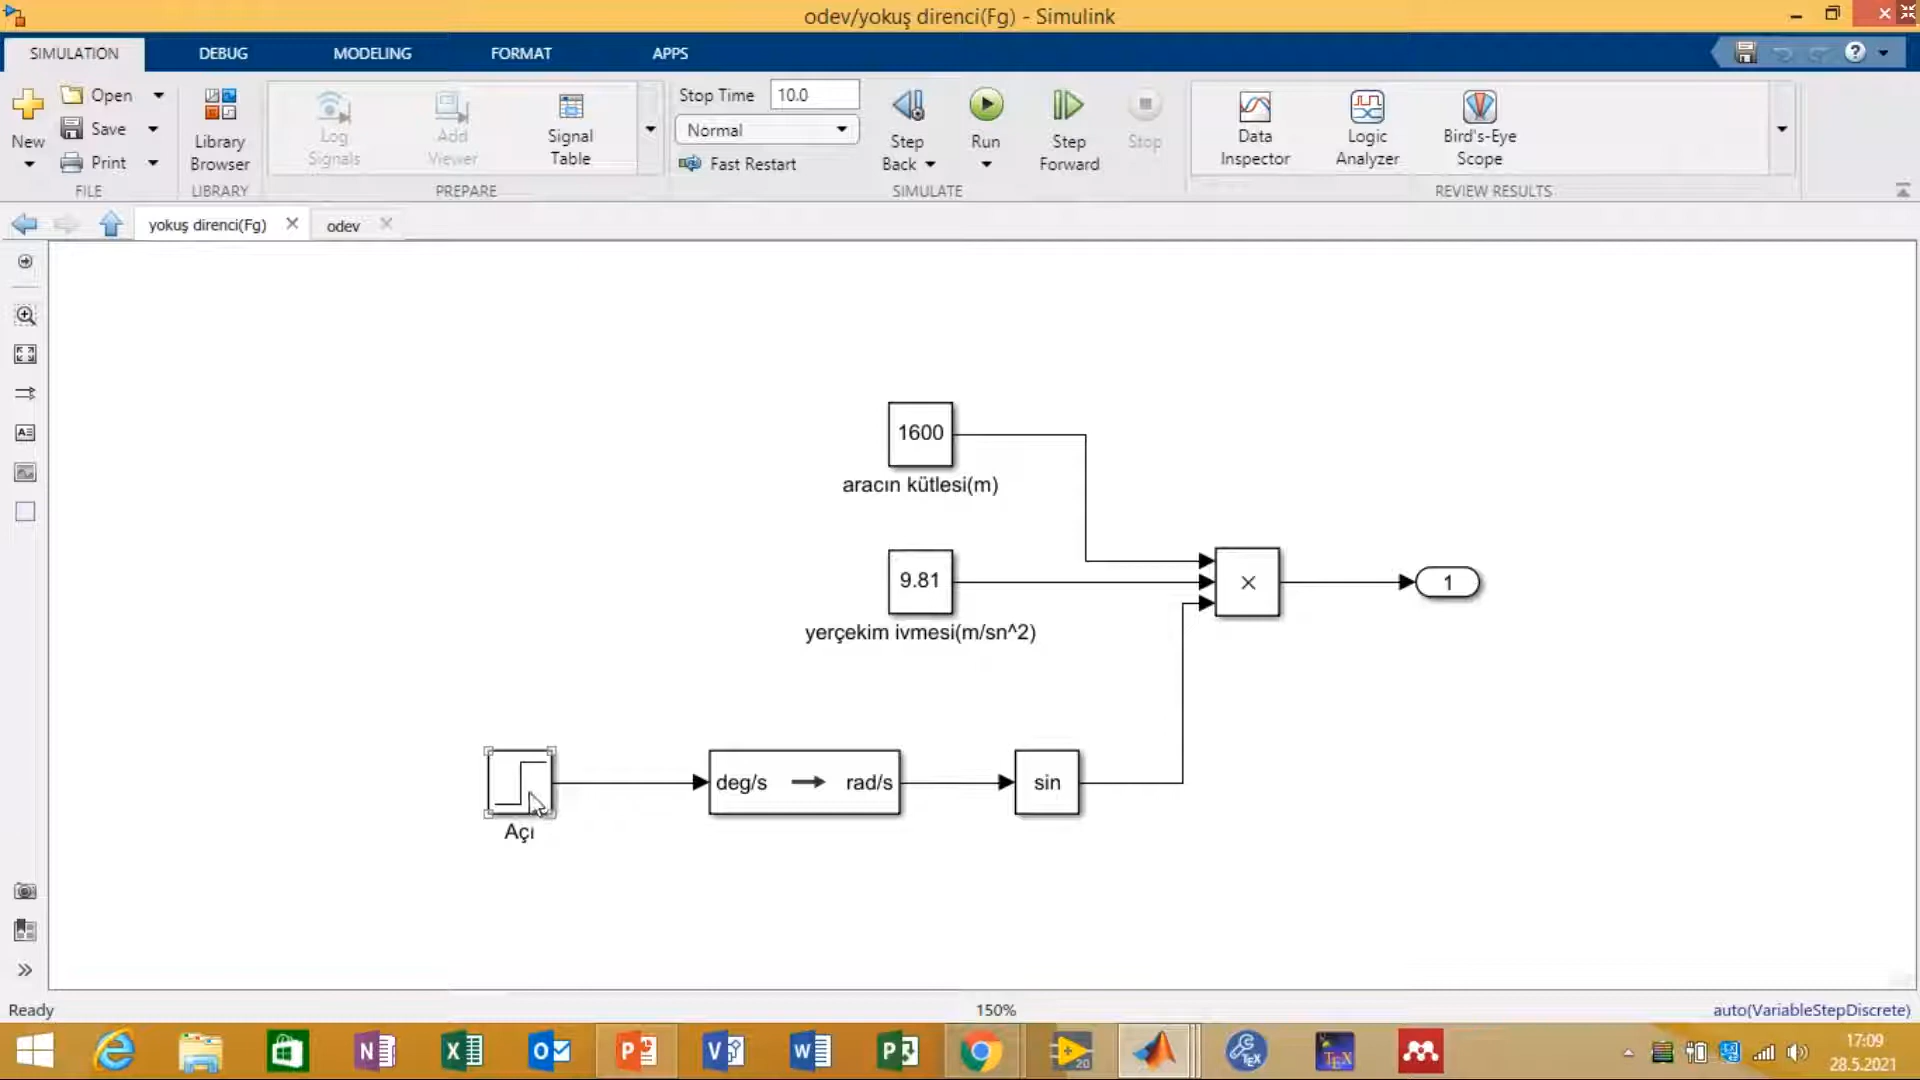 odev/yokuş direnci(Fg) - Simulink
SIMULATION DEBUG MODELING FORMAT APPS
New
Open
Save
Print
FILE
Library Browser
LIBRARY
Log Signals
Add Viewer
Signal Table
PREPARE
Stop Time 10.0
Normal
Fast Restart
Step Back
Run
Step Forward
Stop
SIMULATE
Data Inspector
Logic Analyzer
Bird's-Eye Scope
REVIEW RESULTS
yokuş direnci(Fg)
odev
1600
aracın kütlesi(m)
9.81
yerçekim ivmesi(m/sn^2)
×
1
deg/s rad/s
sin
Açı
Ready
150%
auto(VariableStepDiscrete)
17:09
28.5.2021